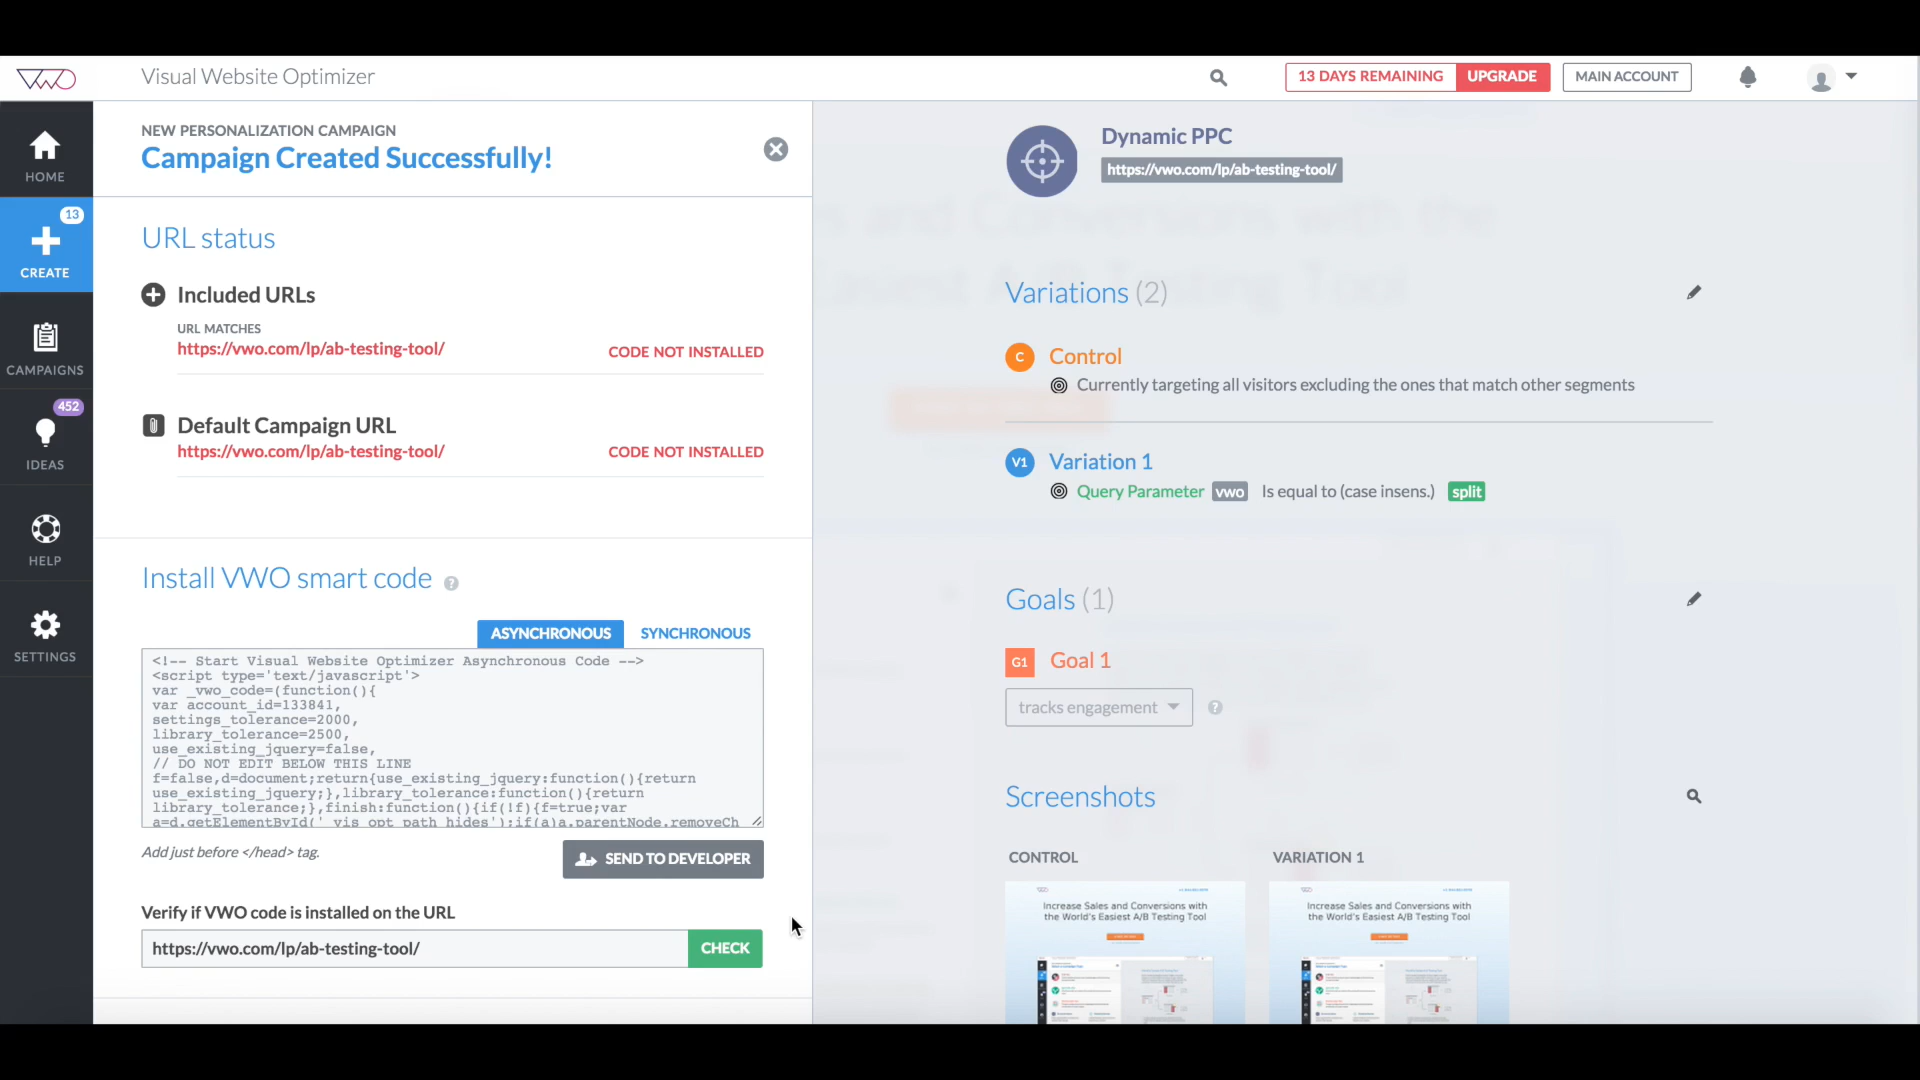 VWO
Visual Website Optimizer
13 DAYS REMAINING
UPGRADE
MAIN ACCOUNT
HOME
13
CREATE
CAMPAIGNS
452
IDEAS
HELP
SETTINGS
NEW PERSONALIZATION CAMPAIGN
Campaign Created Successfully!
URL status
Included URLs
URL MATCHES
https://vwo.com/lp/ab-testing-tool/
CODE NOT INSTALLED
Default Campaign URL
https://vwo.com/lp/ab-testing-tool/
CODE NOT INSTALLED
Install VWO smart code
?
ASYNCHRONOUS
SYNCHRONOUS
<!-- Start Visual Website Optimizer Asynchronous Code -->
<script type='text/javascript'>
var _vwo_code=(function(){
var account_id=133841,
settings_tolerance=2000,
library_tolerance=2500,
use_existing_jquery=false,
// DO NOT EDIT BELOW THIS LINE
f=false,d=document;return{use_existing_jquery:function(){return
use_existing_jquery;},library_tolerance:function(){return
library_tolerance;},finish:function(){if(!f){f=true;var
a=d.getElementById('_vis_opt_path_hides');if(a)a.parentNode.removeCh
Add just before </head> tag.
SEND TO DEVELOPER
Verify if VWO code is installed on the URL
https://vwo.com/lp/ab-testing-tool/
CHECK
Dynamic PPC
https://vwo.com/lp/ab-testing-tool/
Variations (2)
C
Control
Currently targeting all visitors excluding the ones that match other segments
V1
Variation 1
Query Parameter vwo Is equal to (case insens.) split
Goals (1)
G1
Goal 1
tracks engagement
?
Screenshots
CONTROL
VARIATION 1
Increase Sales and Conversions with
the World's Easiest A/B Testing Tool
Increase Sales and Conversions with
the World's Easiest A/B Testing Tool